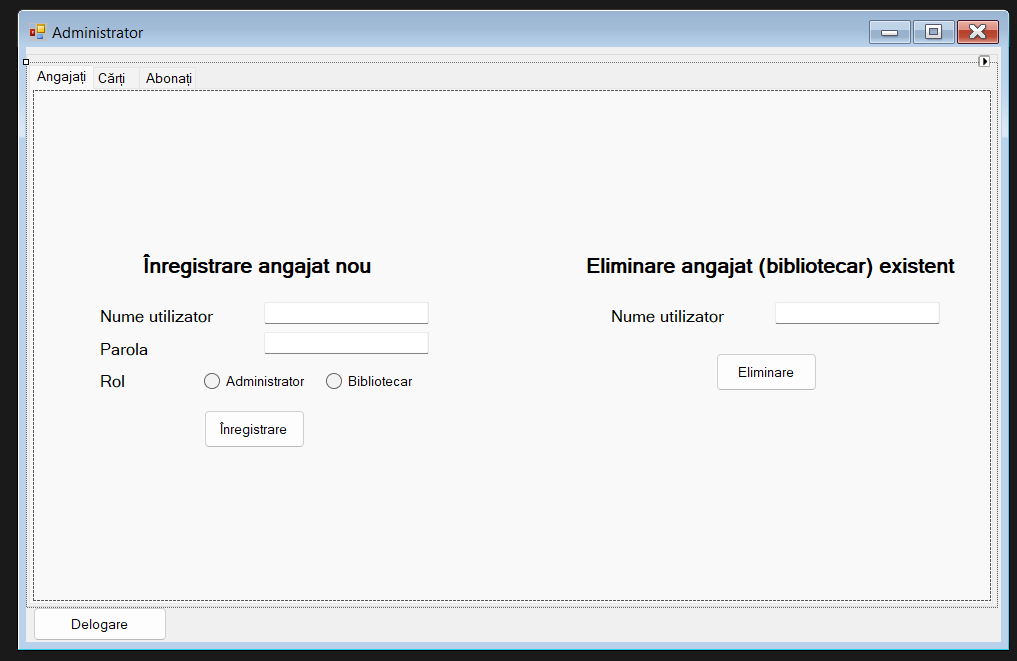 Administrator
Angajați Cărți Abonați
Înregistrare angajat nou
Nume utilizator
Parola
Rol Administrator Bibliotecar
Înregistrare
Eliminare angajat (bibliotecar) existent
Nume utilizator
Eliminare
Delogare